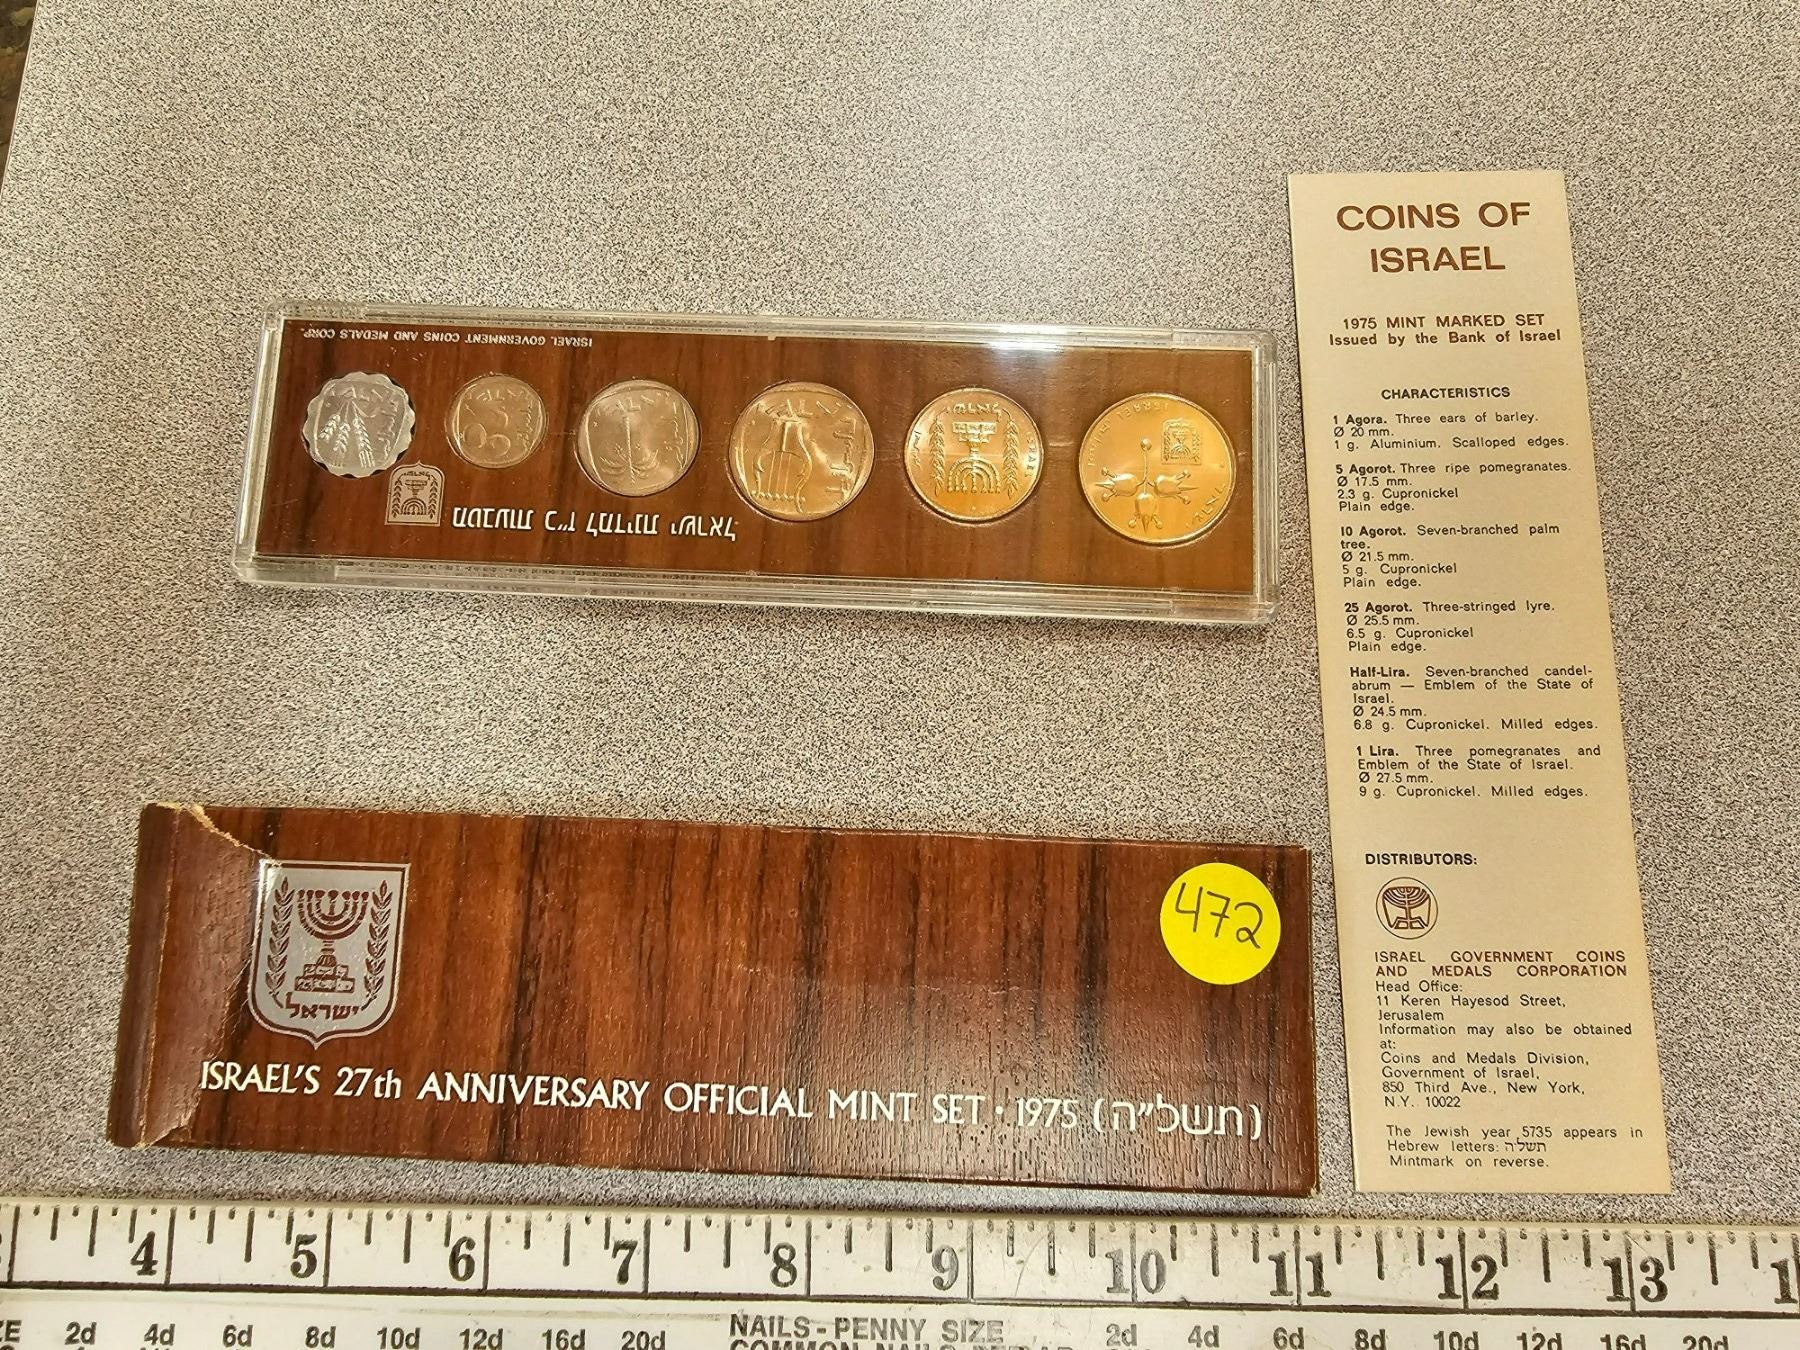 COINS OF
ISRAEL
1975 MINT MARKED SET
Issued by the Bank of Israel
CHARACTERISTICS
1 Agora. Three ears of barley.
Ø 20 mm.
1 g. Aluminium. Scalloped edges.
5 Agorot. Three ripe pomegranates.
Ø 17.5 mm.
2.3 g. Cupronickel
Plain edge.
10 Agorot. Seven-branched palm
tree.
Ø 21.5 mm.
5 g. Cupronickel
Plain edge.
25 Agorot. Three-stringed lyre.
Ø 25.5 mm.
6.5 g. Cupronickel
Plain edge.
Half-Lira. Seven-branched candel-
abrum — Emblem of the State of
Israel.
Ø 24.5 mm.
6.8 g. Cupronickel. Milled edges.
1 Lira. Three pomegranates and
Emblem of the State of Israel.
Ø 27.5 mm.
9 g. Cupronickel. Milled edges.
DISTRIBUTORS:
ISRAEL GOVERNMENT COINS
AND MEDALS CORPORATION
Head Office:
11 Keren Hayesod Street,
Jerusalem
Information may also be obtained
at:
Coins and Medals Division,
Government of Israel,
850 Third Ave., New York,
N.Y. 10022
The Jewish year 5735 appears in
Hebrew letters: תשל"ה
Mintmark on reverse.
ISRAEL GOVERNMENT COINS AND MEDALS CORP.
מטבעות כ"ז למדינת ישראל
ישראל
ISRAEL
ISRAEL
472
ישראל
ISRAEL'S 27th ANNIVERSARY OFFICIAL MINT SET • 1975 (תשל"ה)
4 5 6 7 8 9 10 11 12 13
2d 4d 6d 8d 10d 12d 16d 20d NAILS-PENNY SIZE 2d 4d 6d 8d 10d 12d 16d 20d